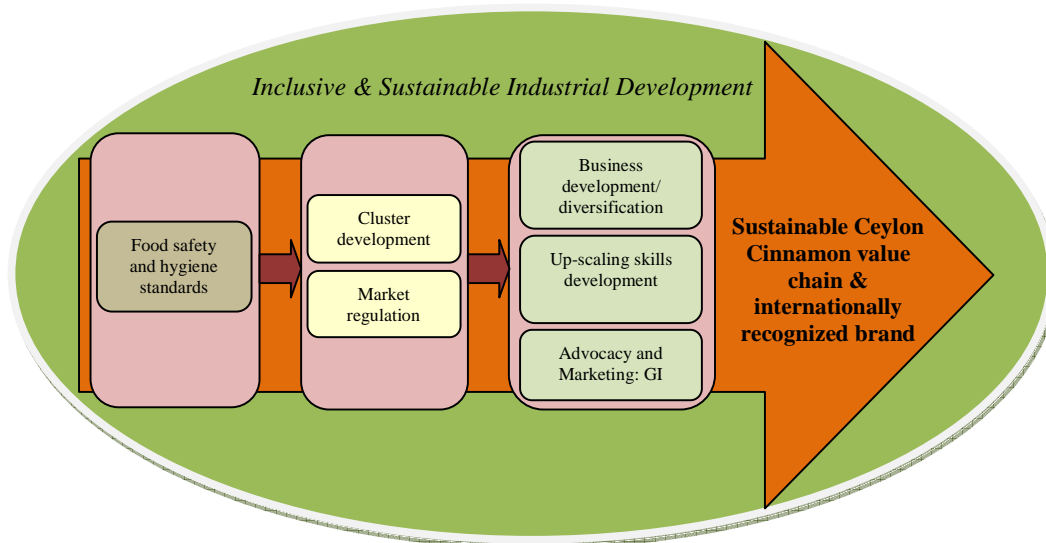 Inclusive & Sustainable Industrial Development
Food safety
and hygiene
standards
Cluster
development
Market
regulation
Business
development/
diversification
Up-scaling skills
development
Advocacy and
Marketing: GI
Sustainable Ceylon
Cinnamon value
chain &
internationally
recognized brand